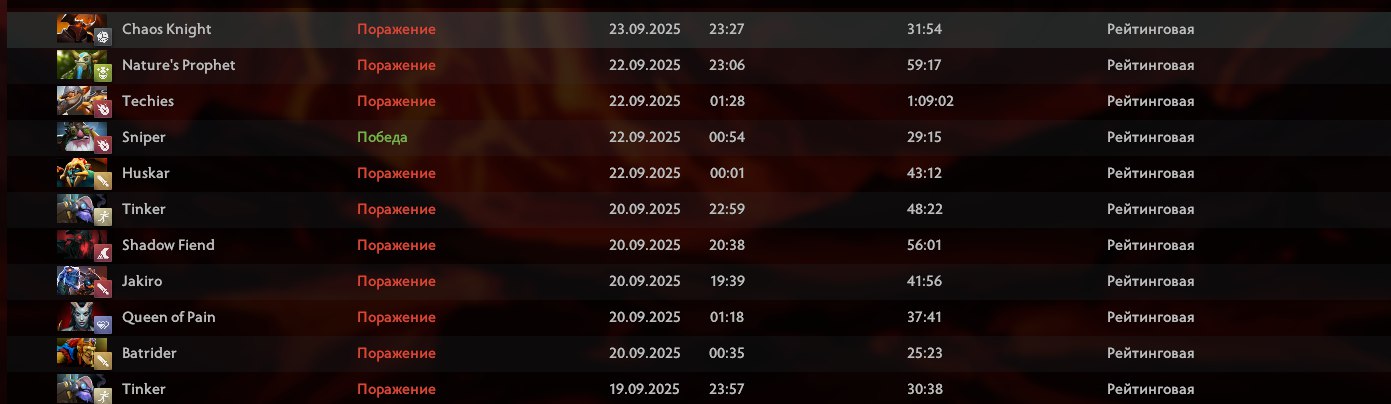 Chaos Knight Поражение 23.09.2025 23:27 31:54 Рейтинговая
Nature's Prophet Поражение 22.09.2025 23:06 59:17 Рейтинговая
Techies Поражение 22.09.2025 01:28 1:09:02 Рейтинговая
Sniper Победа 22.09.2025 00:54 29:15 Рейтинговая
Huskar Поражение 22.09.2025 00:01 43:12 Рейтинговая
Tinker Поражение 20.09.2025 22:59 48:22 Рейтинговая
Shadow Fiend Поражение 20.09.2025 20:38 56:01 Рейтинговая
Jakiro Поражение 20.09.2025 19:39 41:56 Рейтинговая
Queen of Pain Поражение 20.09.2025 01:18 37:41 Рейтинговая
Batrider Поражение 20.09.2025 00:35 25:23 Рейтинговая
Tinker Поражение 19.09.2025 23:57 30:38 Рейтинговая